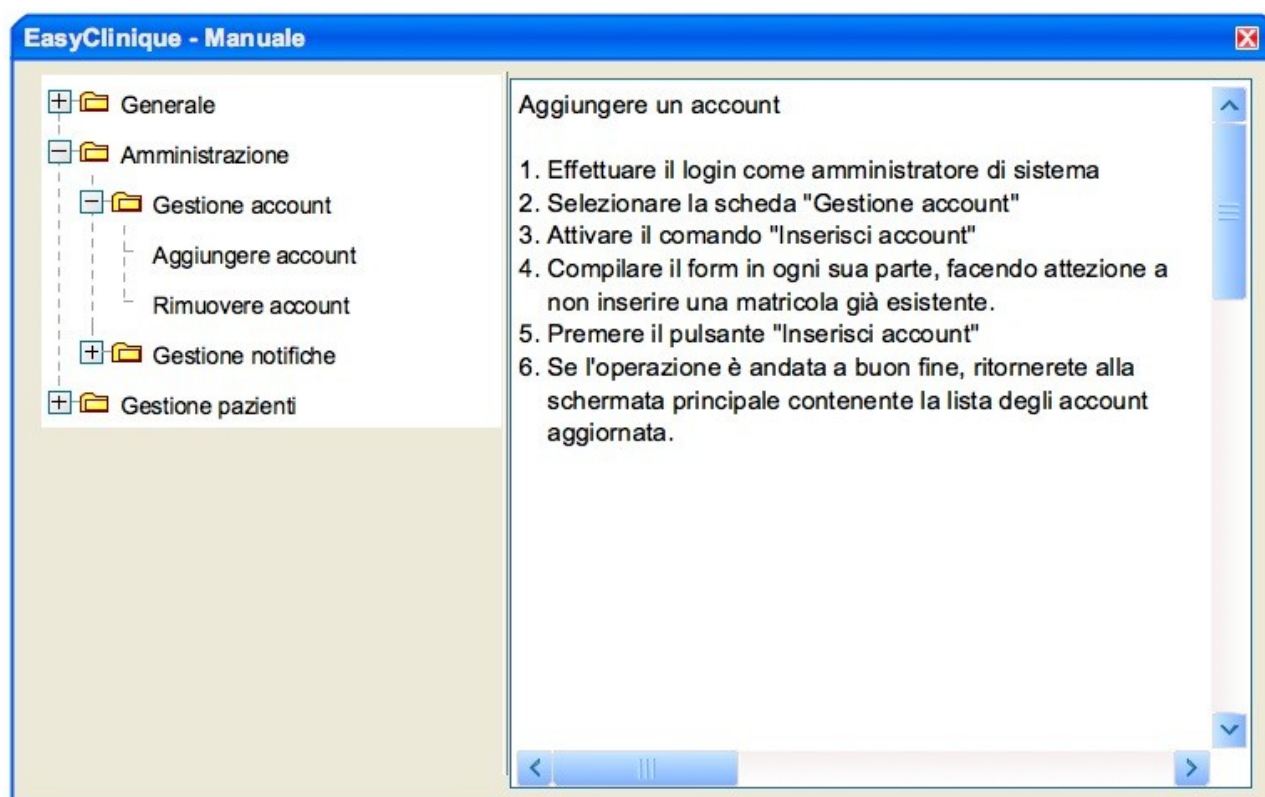 EasyClinique - Manuale
Generale
Amministrazione
Gestione account
Aggiungere account
Rimuovere account
Gestione notifiche
Gestione pazienti
Aggiungere un account
1. Effettuare il login come amministratore di sistema
2. Selezionare la scheda "Gestione account"
3. Attivare il comando "Inserisci account"
4. Compilare il form in ogni sua parte, facendo attezione a
non inserire una matricola già esistente.
5. Premere il pulsante "Inserisci account"
6. Se l'operazione è andata a buon fine, ritornerete alla
schermata principale contenente la lista degli account
aggiornata.